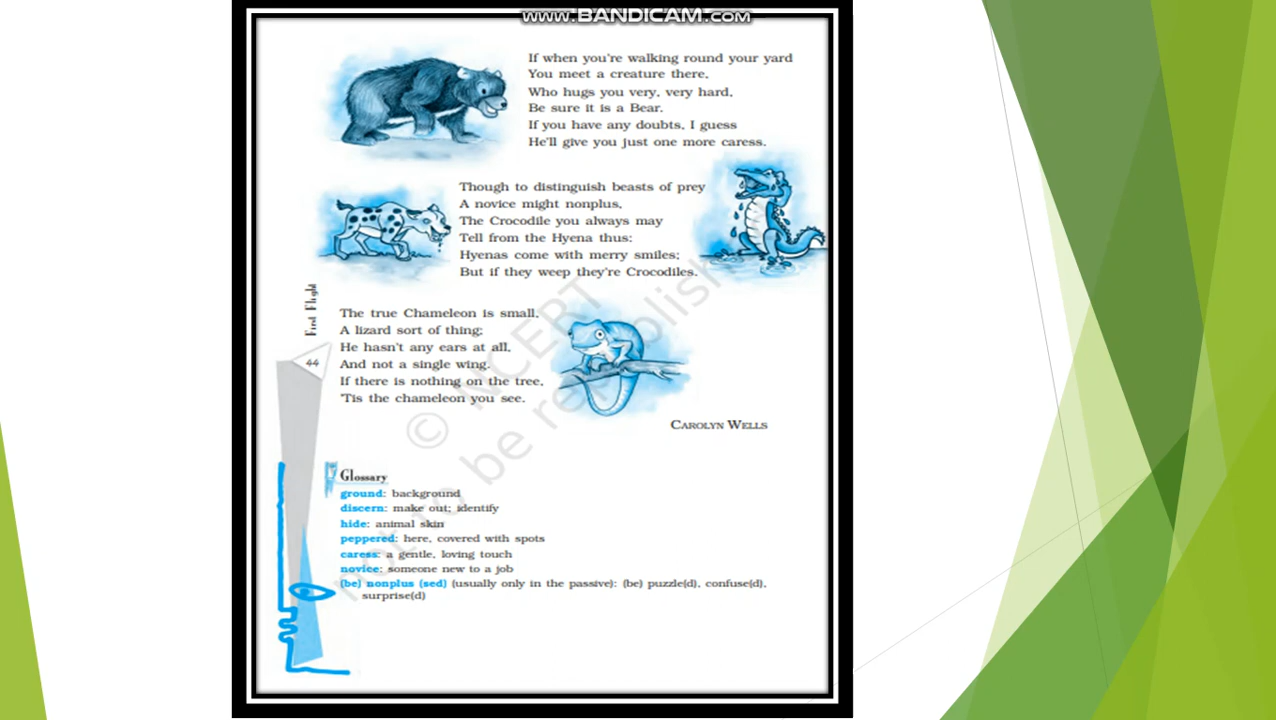 www.BANDICAM.com
If when you're walking round your yard
You meet a creature there,
Who hugs you very, very hard,
Be sure it is a Bear.
If you have any doubts, I guess
He'll give you just one more caress.
Though to distinguish beasts of prey
A novice might nonplus,
The Crocodile you always may
Tell from the Hyena thus:
Hyenas come with merry smiles;
But if they weep they're Crocodiles.
The true Chameleon is small,
A lizard sort of thing;
He hasn't any ears at all,
And not a single wing.
If there is nothing on the tree,
'Tis the chameleon you see.
CAROLYN WELLS
First Flight
44
Glossary
ground: background
discern: make out; identify
hide: animal skin
peppered: here, covered with spots
caress: a gentle, loving touch
novice: someone new to a job
(be) nonplus (sed) (usually only in the passive): (be) puzzle(d), confuse(d),
surprise(d)
© NCERT
not to be republish